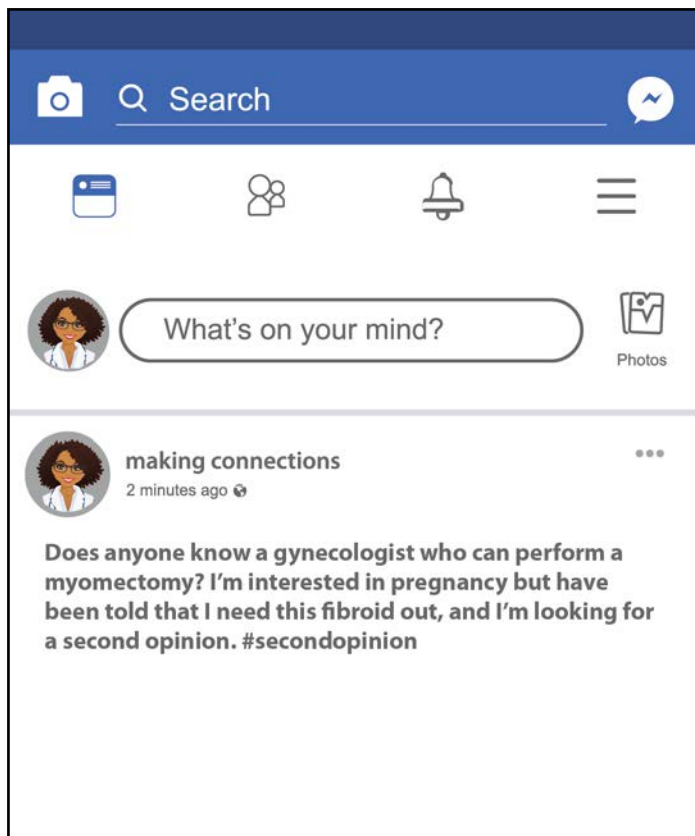 Search
What's on your mind?
Photos
making connections
2 minutes ago
Does anyone know a gynecologist who can perform a
myomectomy? I'm interested in pregnancy but have
been told that I need this fibroid out, and I'm looking for
a second opinion. #secondopinion